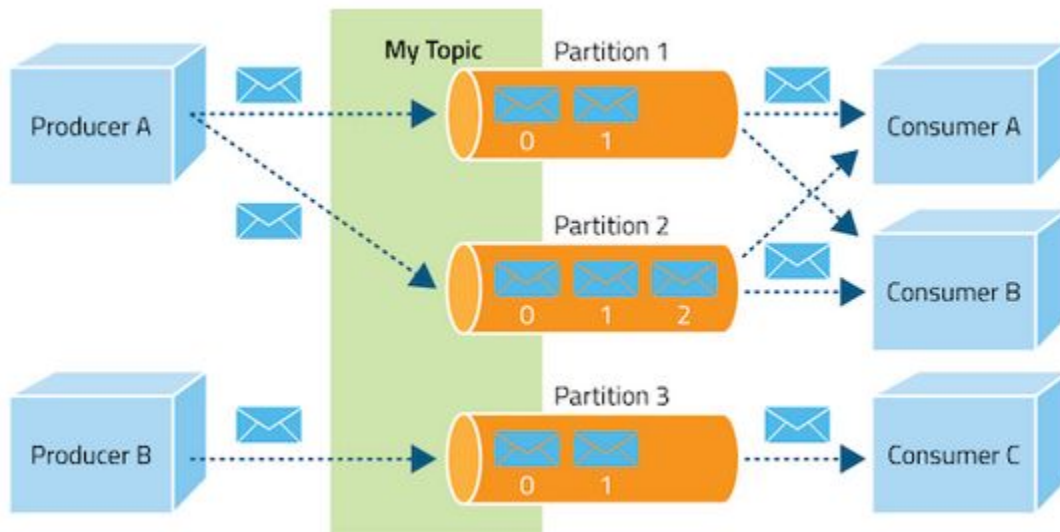 My Topic
Partition 1
Producer A
0 1
Consumer A
Partition 2
0 1 2
Consumer B
Partition 3
Producer B
0 1
Consumer C